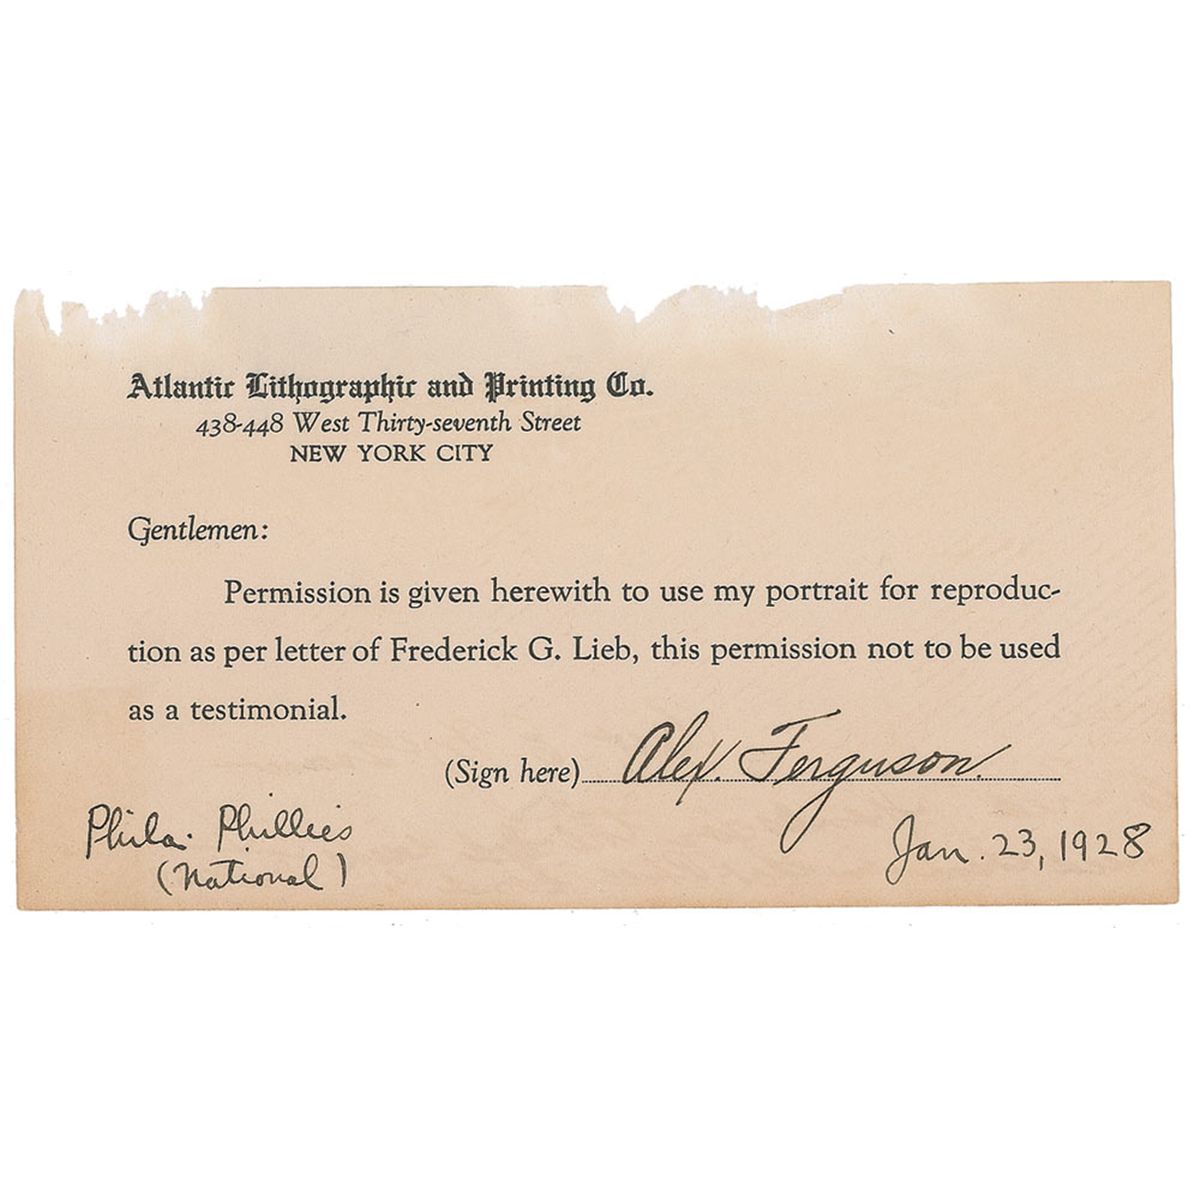 Atlantic Lithographic and Printing Co.
438-448 West Thirty-seventh Street
NEW YORK CITY
Gentlemen:
Permission is given herewith to use my portrait for reproduc-
tion as per letter of Frederick G. Lieb, this permission not to be used
as a testimonial.
(Sign here) Alex. Ferguson.
Phila. Phillies
(National)
Jan. 23, 1928